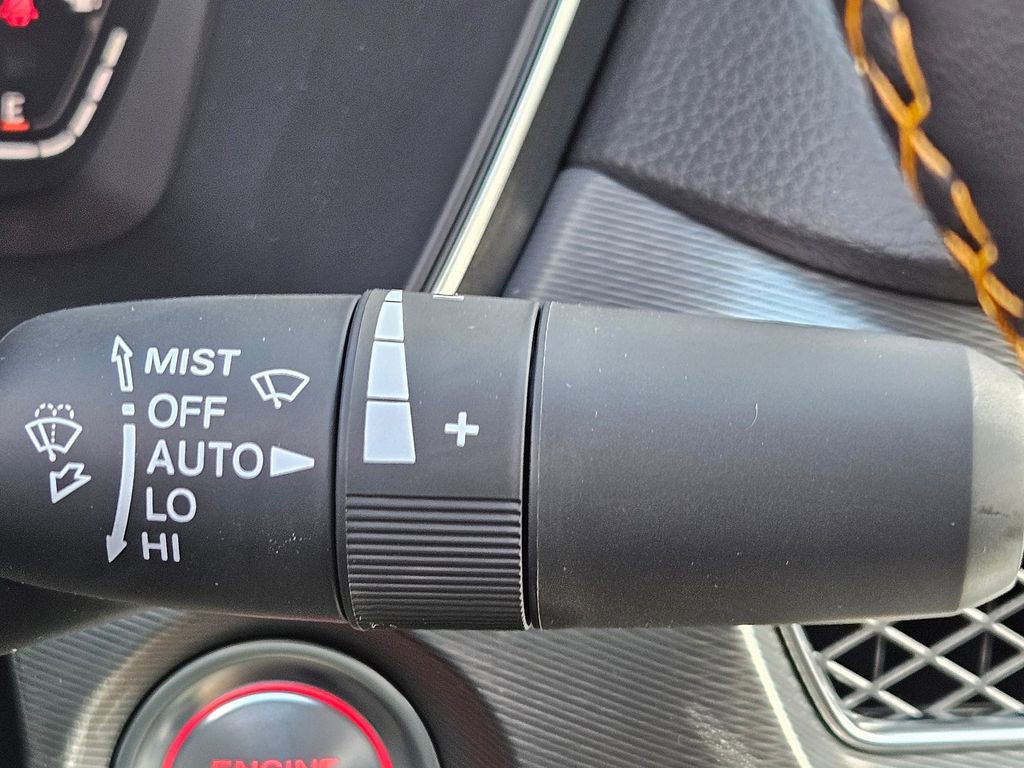 E
MIST
OFF
AUTO
LO
HI
+
ENGINE